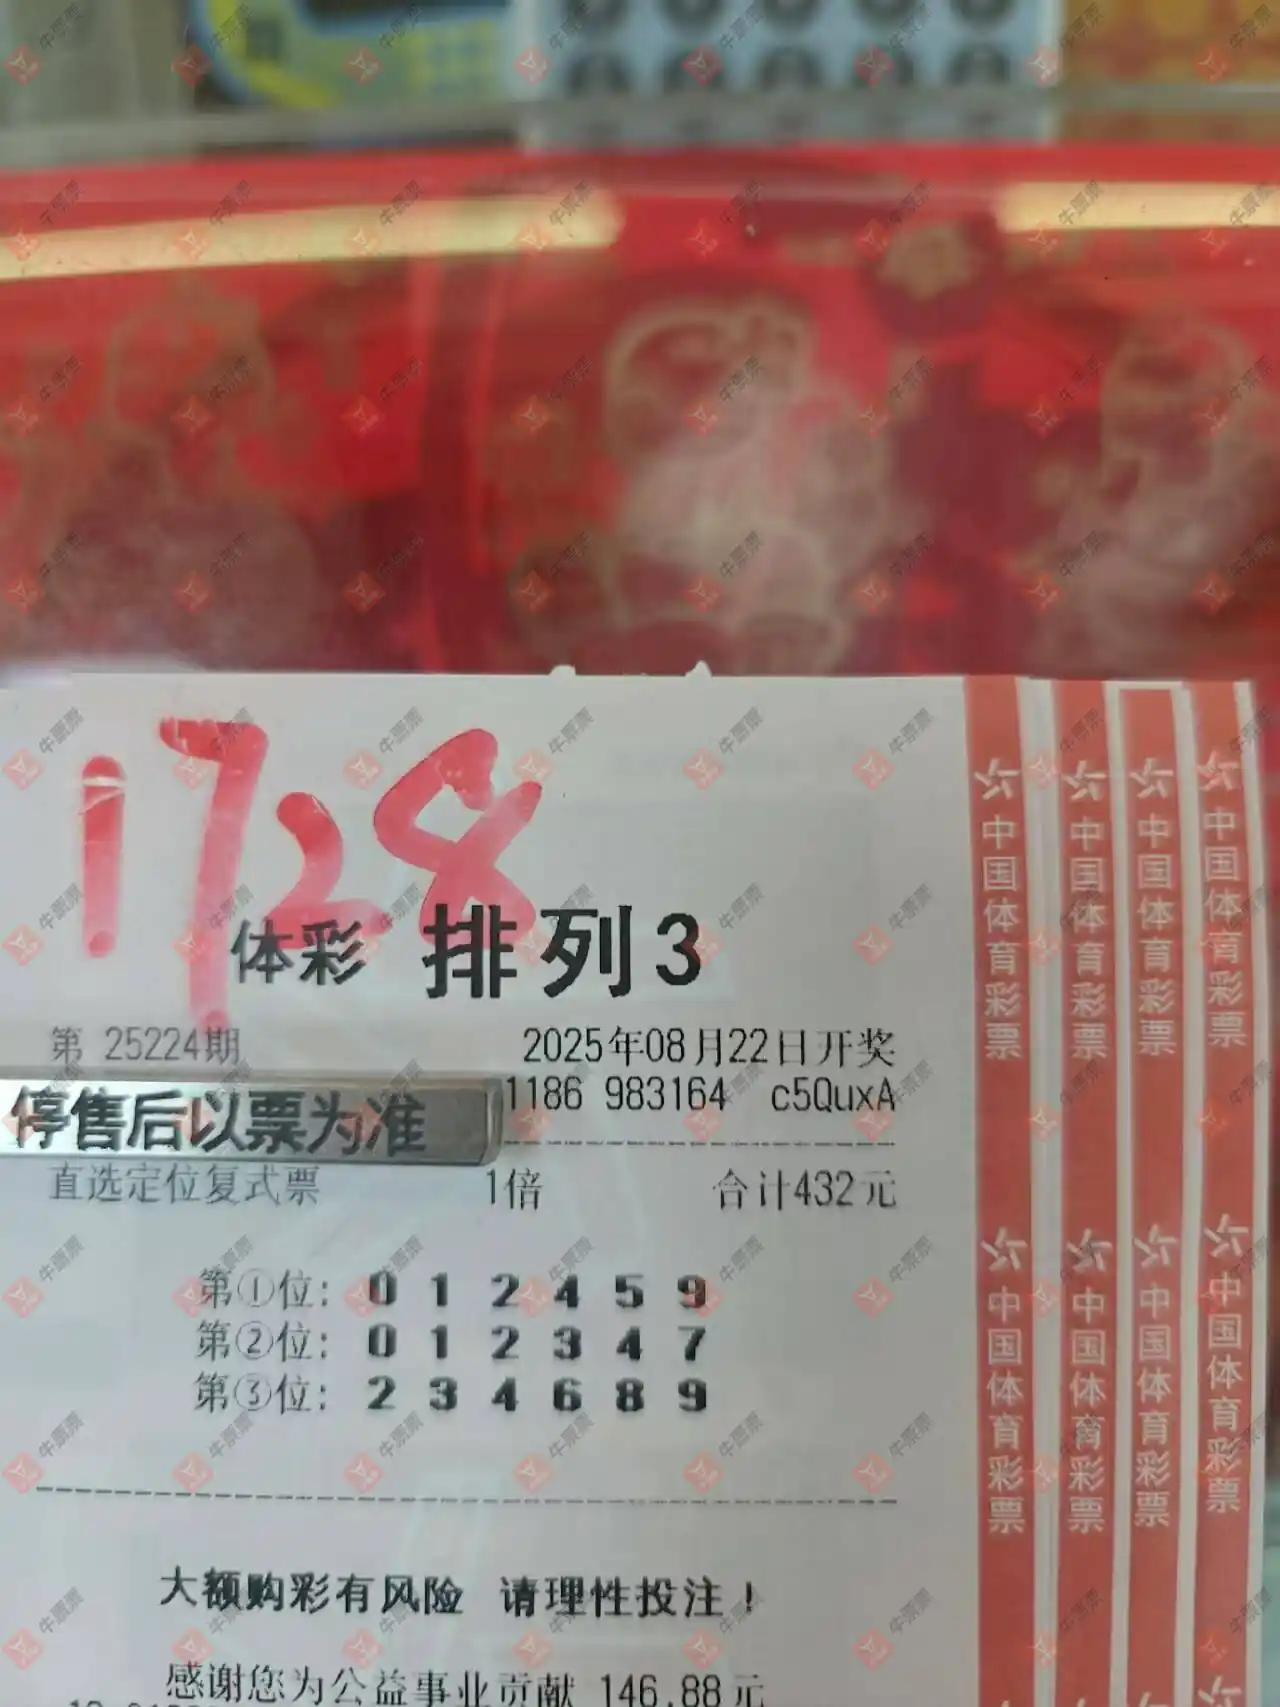 1728
体彩 排列3
第 25224期 2025年08月22日开奖
1186 983164 c5QuxA
停售后以票为准
直选定位复式票 1倍 合计432元
第①位: 0 1 2 4 5 9
第②位: 0 1 2 3 4 7
第③位: 2 3 4 6 8 9
大额购彩有风险 请理性投注!
感谢您为公益事业贡献 146.88元
中国体育彩票 中国体育彩票 中国体育彩票 中国体育彩票
中国体育彩票 中国体育彩票 中国体育彩票 中国体育彩票
牛票票